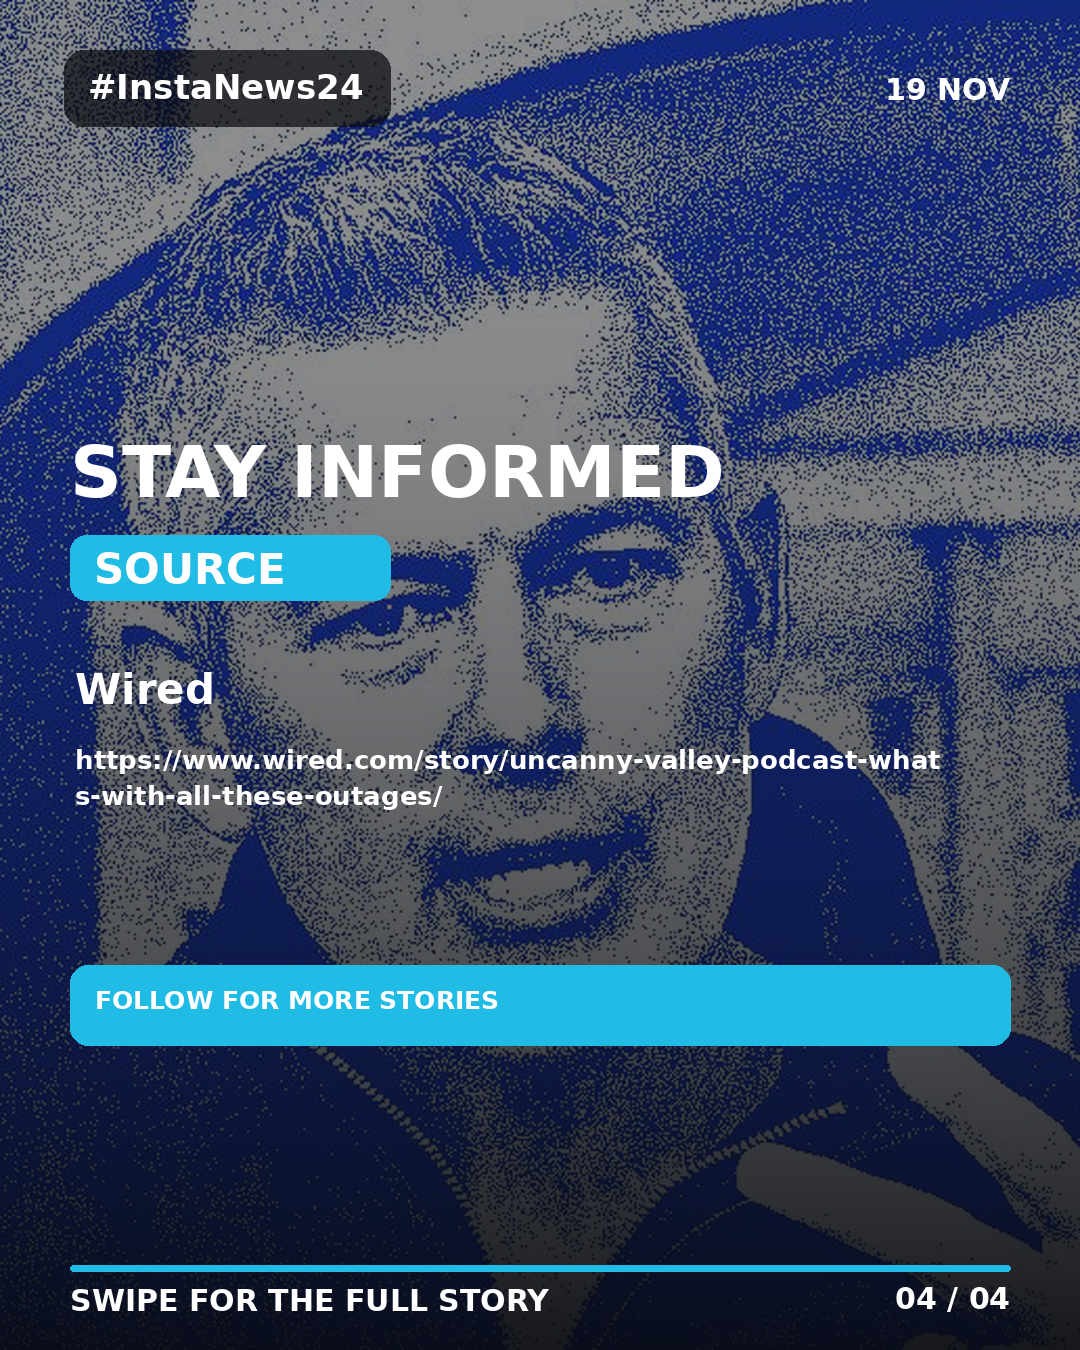 #InstaNews24
19 NOV
STAY INFORMED
SOURCE
Wired
https://www.wired.com/story/uncanny-valley-podcast-what
s-with-all-these-outages/
FOLLOW FOR MORE STORIES
SWIPE FOR THE FULL STORY
04 / 04